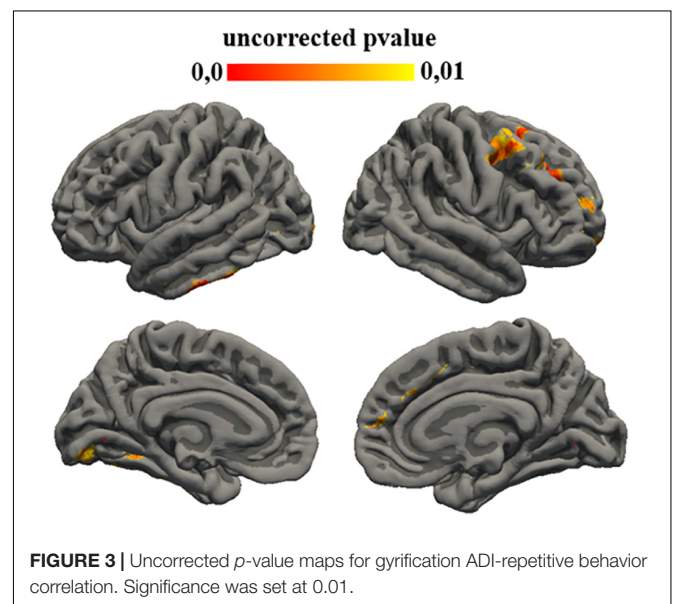 uncorrected pvalue
0,0 0,01
FIGURE 3 | Uncorrected p-value maps for gyrification ADI-repetitive behavior
correlation. Significance was set at 0.01.